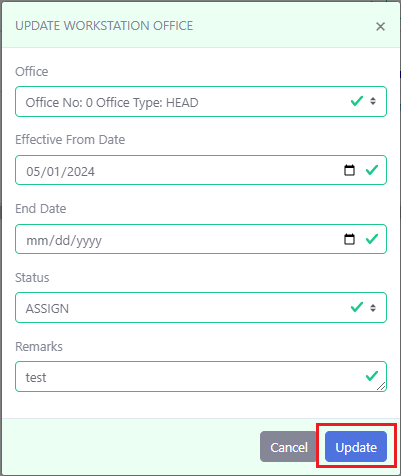 UPDATE WORKSTATION OFFICE ×
Office
Office No: 0 Office Type: HEAD
Effective From Date
05/01/2024
End Date
mm/dd/yyyy
Status
ASSIGN
Remarks
test
Cancel Update